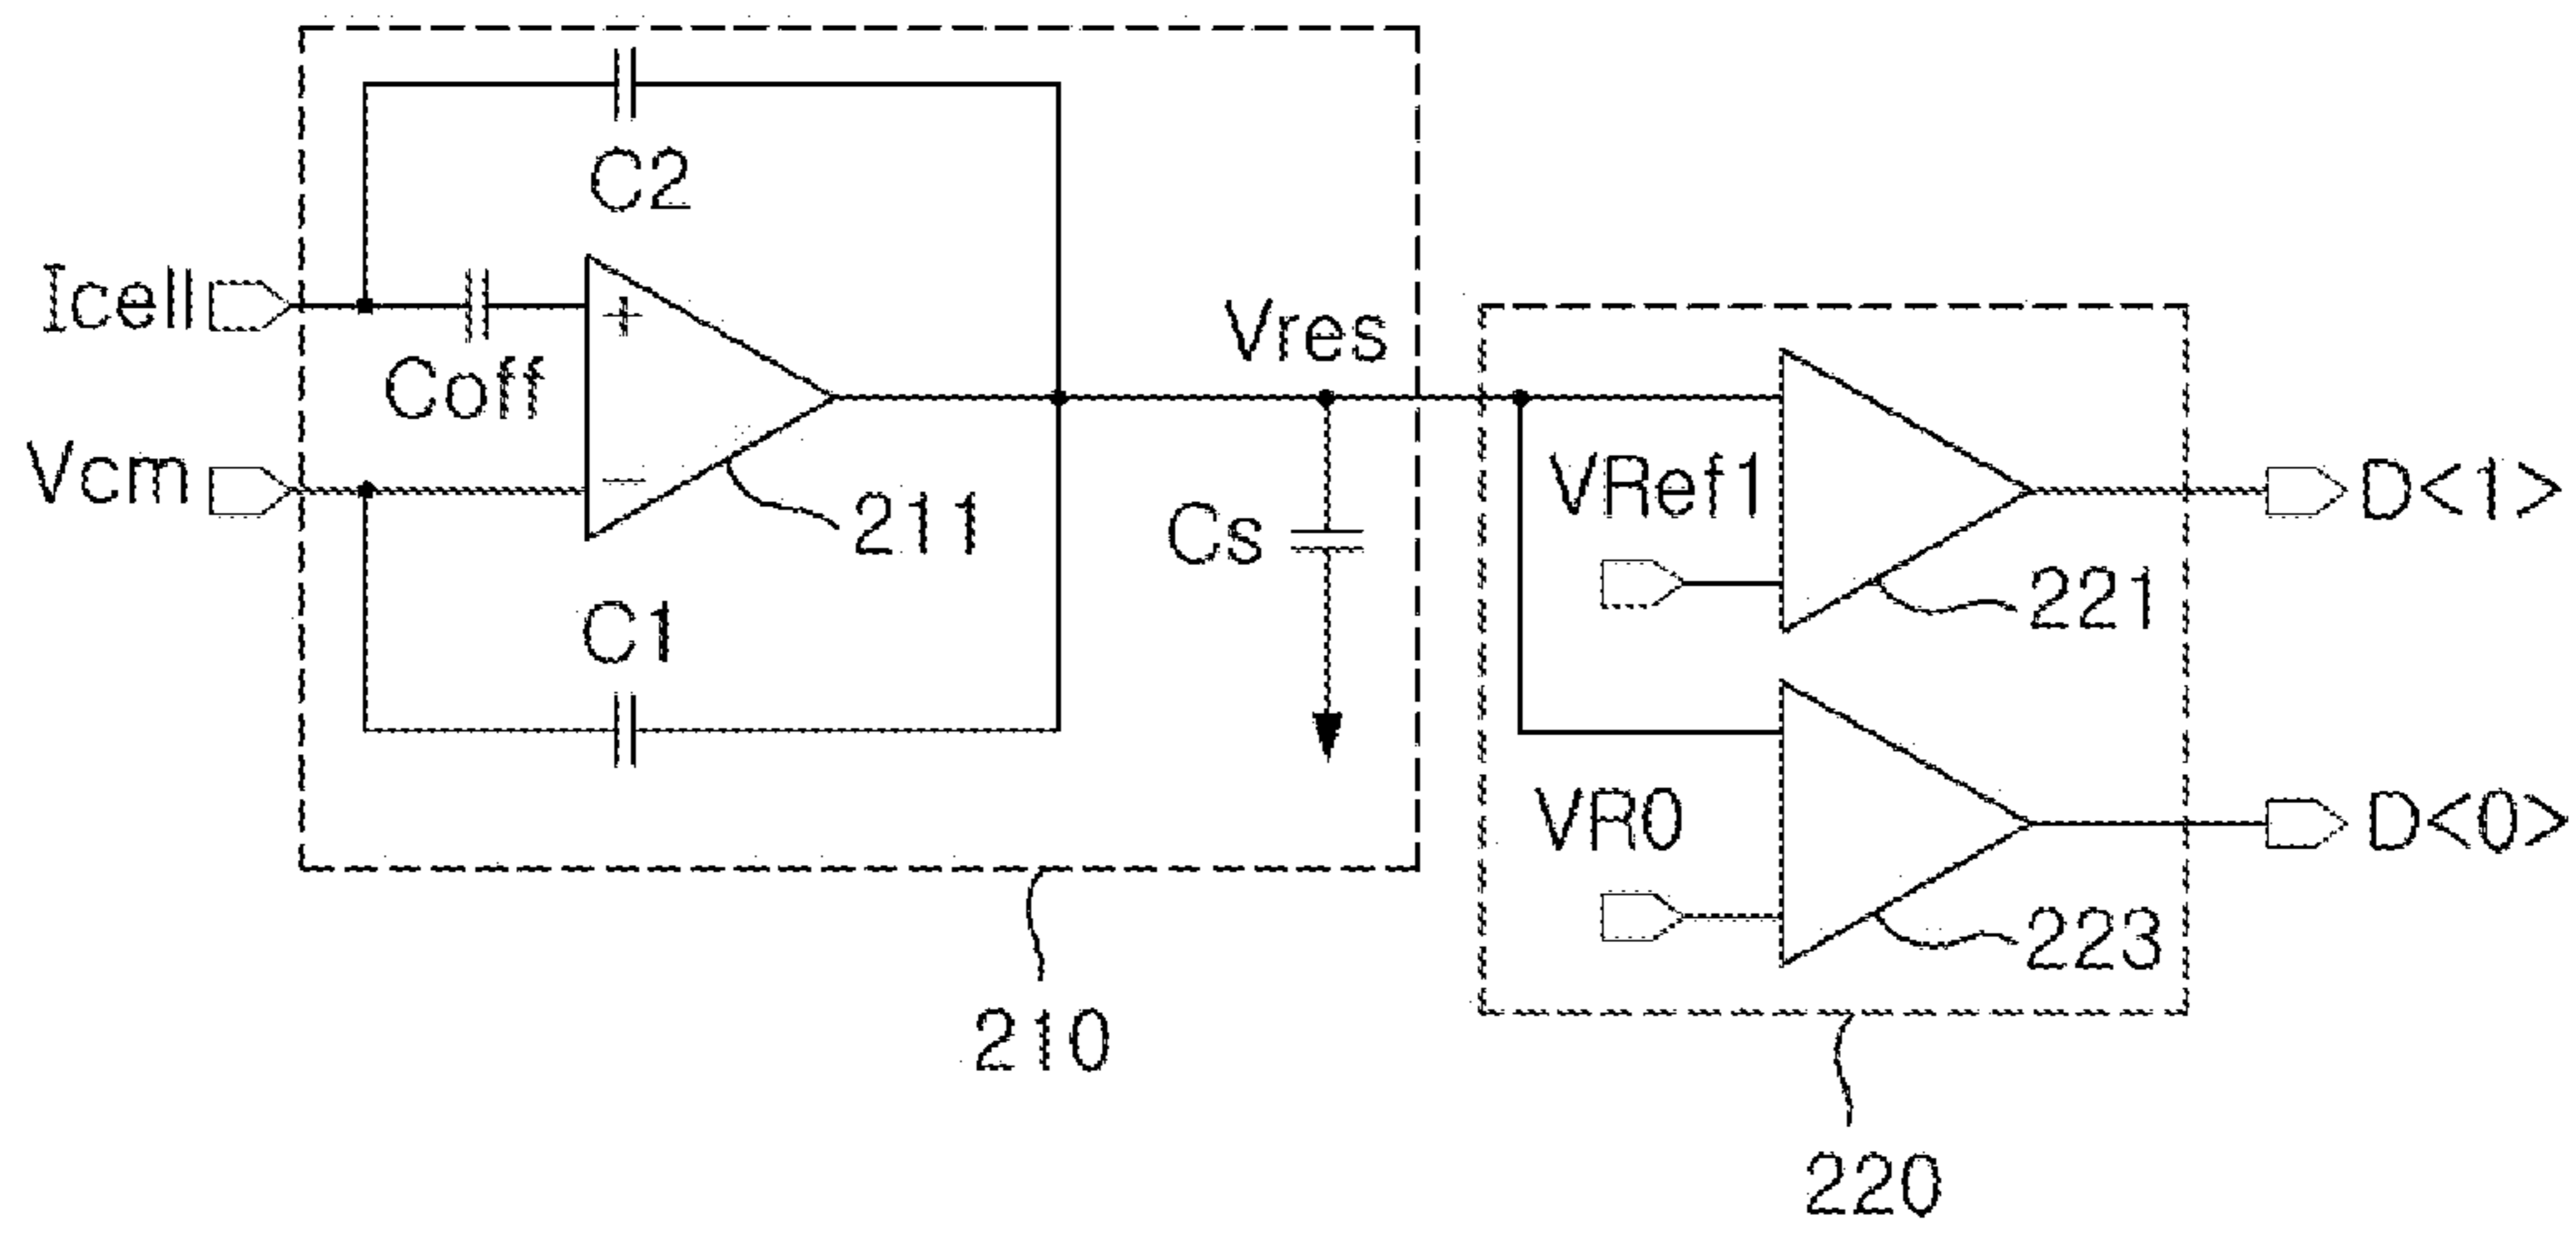 C2
Icell
+
Coff
Vres
Vcm
−
211
Cs
VRef1
D<1>
221
C1
VR0
D<0>
223
210
220